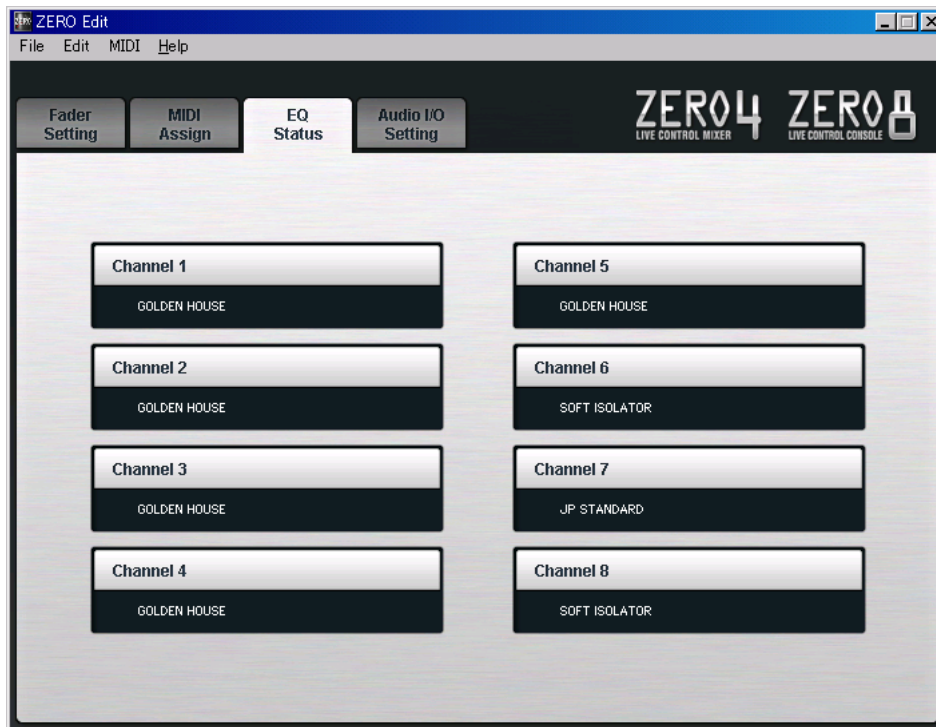 ZERO Edit
File Edit MIDI Help
Fader Setting
MIDI Assign
EQ Status
Audio I/O Setting
ZERO4
LIVE CONTROL MIXER
ZERO8
LIVE CONTROL CONSOLE
Channel 1
GOLDEN HOUSE
Channel 2
GOLDEN HOUSE
Channel 3
GOLDEN HOUSE
Channel 4
GOLDEN HOUSE
Channel 5
GOLDEN HOUSE
Channel 6
SOFT ISOLATOR
Channel 7
JP STANDARD
Channel 8
SOFT ISOLATOR